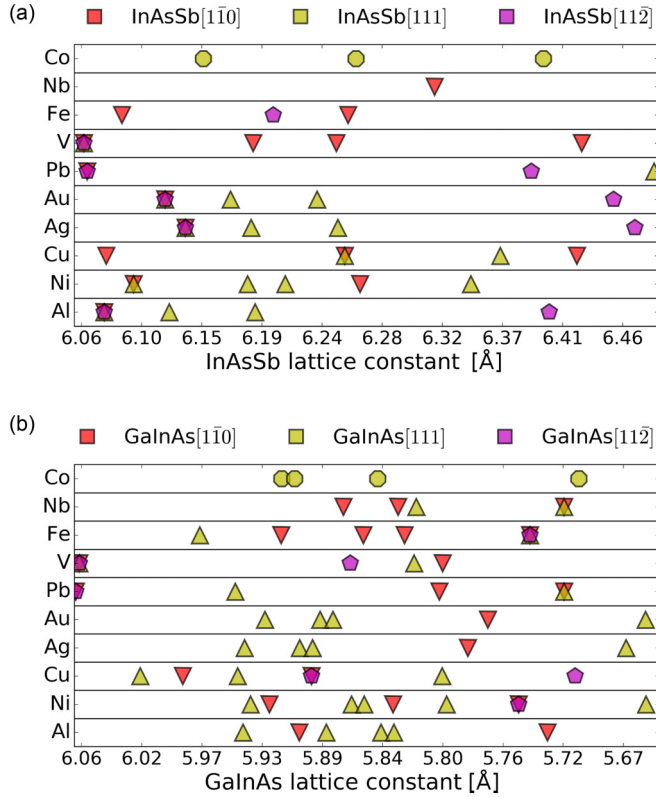 (a)
InAsSb[11̅0] InAsSb[111] InAsSb[112̅]
Co
Nb
Fe
V
Pb
Au
Ag
Cu
Ni
Al
6.06 6.10 6.15 6.19 6.24 6.28 6.32 6.37 6.41 6.46
InAsSb lattice constant [Å]
(b)
GaInAs[11̅0] GaInAs[111] GaInAs[112̅]
Co
Nb
Fe
V
Pb
Au
Ag
Cu
Ni
Al
6.06 6.02 5.97 5.93 5.89 5.84 5.80 5.76 5.72 5.67
GaInAs lattice constant [Å]